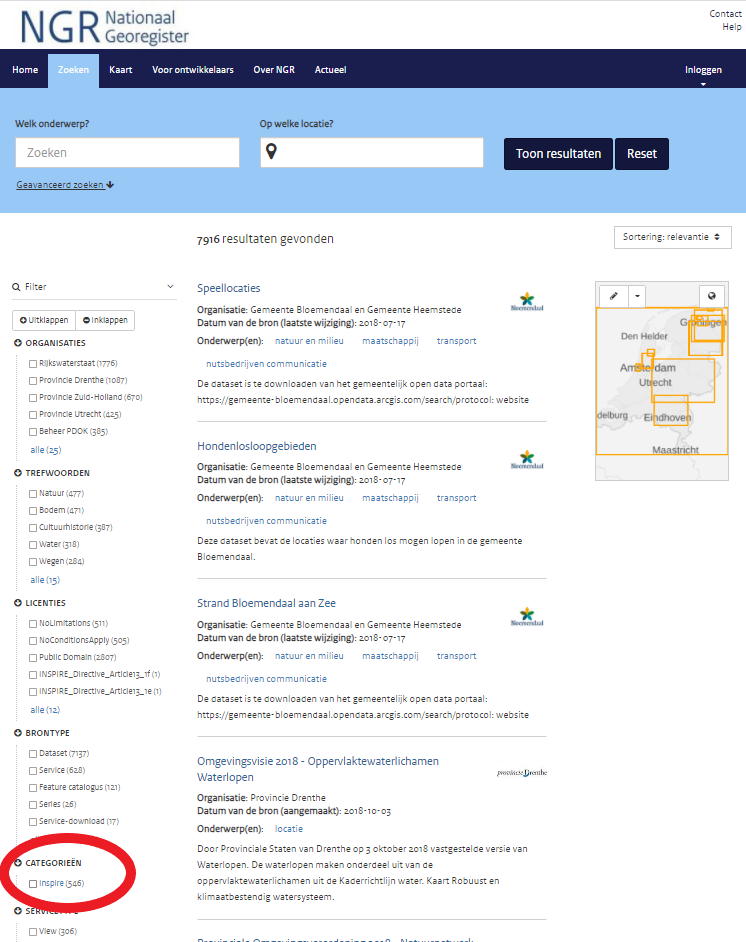 NGR Nationaal
Georegister
Contact
Help
Home Zoeken Kaart Voor ontwikkelaars Over NGR Actueel Inloggen
Welk onderwerp? Op welke locatie?
Zoeken Toon resultaten Reset
Geavanceerd zoeken
7916 resultaten gevonden
Sortering: relevantie
Filter
Uitklappen Inklappen
ORGANISATIES
Rijkswaterstaat (1776)
Provincie Drenthe (1087)
Provincie Zuid-Holland (670)
Provincie Utrecht (425)
Beheer PDOK (385)
alle (25)
TREFWOORDEN
Natuur (477)
Bodem (471)
Cultuurhistorie (387)
Water (318)
Wegen (284)
alle (15)
LICENTIES
NoLimitations (511)
NoConditionsApply (505)
Public Domain (2807)
INSPIRE_Directive_Article13_1f (1)
INSPIRE_Directive_Article13_1e (1)
alle (12)
BRONTYPE
Dataset (7137)
Service (628)
Feature catalogus (121)
Series (26)
Service-download (17)
CATEGORIEËN
Inspire (546)
SERVICETYPE
View (306)
Speellocaties
Bloemendaal
Organisatie: Gemeente Bloemendaal en Gemeente Heemstede
Datum van de bron (laatste wijziging): 2018-07-17
Onderwerp(en): natuur en milieu maatschappij transport
nutsbedrijven communicatie
De dataset is te downloaden van het gemeentelijk open data portaal:
https://gemeente-bloemendaal.opendata.arcgis.com/search/protocol: website
Hondenlosloopgebieden
Bloemendaal
Organisatie: Gemeente Bloemendaal en Gemeente Heemstede
Datum van de bron (laatste wijziging): 2018-07-17
Onderwerp(en): natuur en milieu maatschappij transport
nutsbedrijven communicatie
Deze dataset bevat de locaties waar honden los mogen lopen in de gemeente
Bloemendaal.
Strand Bloemendaal aan Zee
Bloemendaal
Organisatie: Gemeente Bloemendaal en Gemeente Heemstede
Datum van de bron (laatste wijziging): 2018-07-17
Onderwerp(en): natuur en milieu maatschappij transport
nutsbedrijven communicatie
De dataset is te downloaden van het gemeentelijk open data portaal:
https://gemeente-bloemendaal.opendata.arcgis.com/search/protocol: website
Omgevingsvisie 2018 - Oppervlaktewaterlichamen
Waterlopen
provincie Drenthe
Organisatie: Provincie Drenthe
Datum van de bron (aangemaakt): 2018-10-03
Onderwerp(en): locatie
Door Provinciale Staten van Drenthe op 3 oktober 2018 vastgestelde versie van
Waterlopen. De waterlopen maken onderdeel uit van de
oppervlaktewaterlichamen uit de Kaderrichtlijn water. Kaart Robuust en
klimaatbestendig watersysteem.
Provinciale Omgevingsverordening 2018 - Natuurnetwerk
Groningen
Den Helder
Amsterdam
Utrecht
delburg Eindhoven
Maastricht